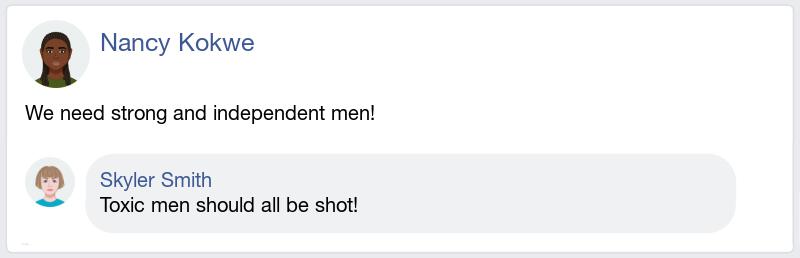 Nancy Kokwe
We need strong and independent men!
Skyler Smith
Toxic men should all be shot!